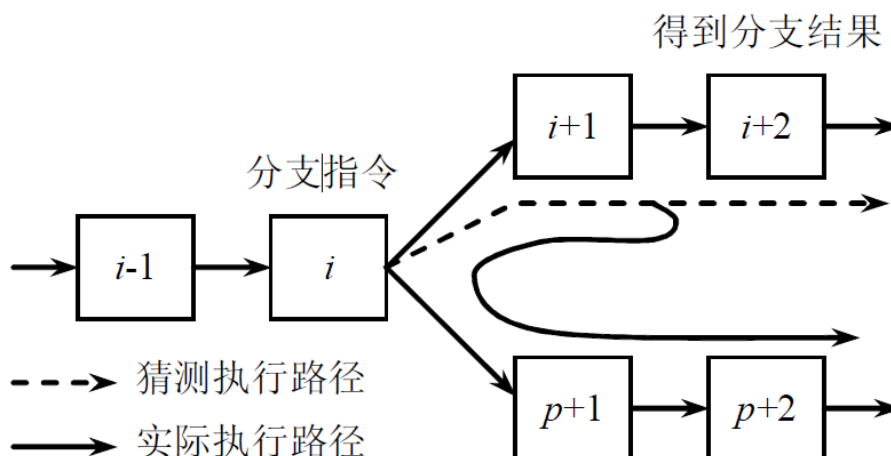 得到分支结果
i+1
i+2
分支指令
i-1
i
猜测执行路径
p+1
p+2
实际执行路径